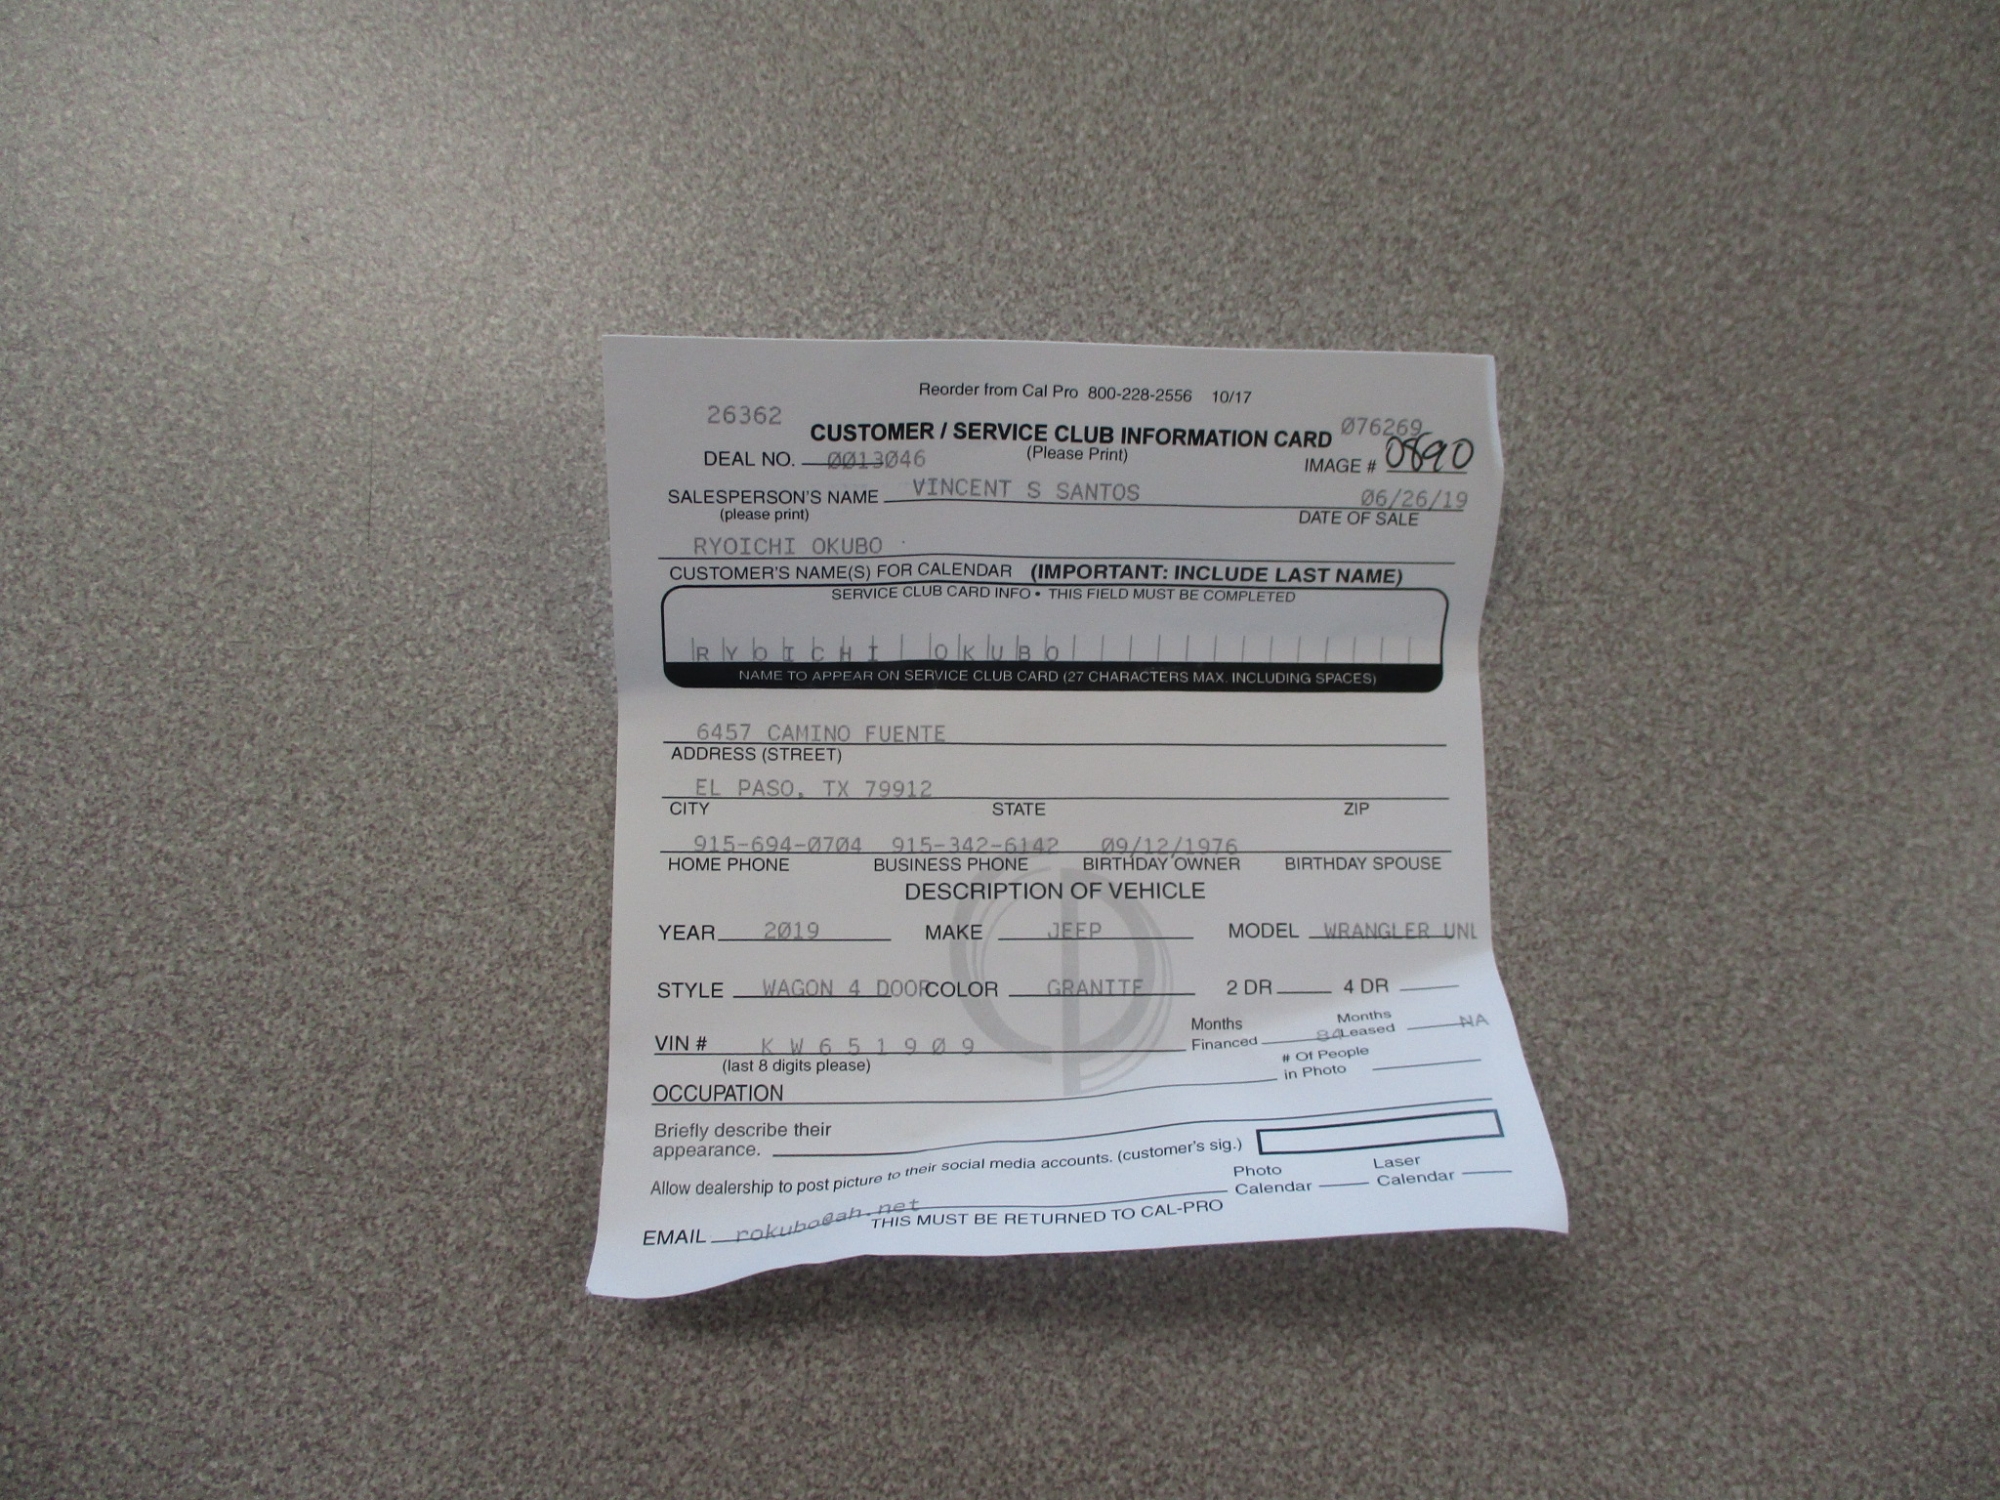 Reorder from Cal Pro 800-228-2556 10/17
26362
CUSTOMER / SERVICE CLUB INFORMATION CARD 076269
DEAL NO. 0013046 (Please Print) IMAGE # 0890
SALESPERSON'S NAME VINCENT S SANTOS 06/26/19
(please print) DATE OF SALE
RYOICHI OKUBO
CUSTOMER'S NAME(S) FOR CALENDAR (IMPORTANT: INCLUDE LAST NAME)
SERVICE CLUB CARD INFO • THIS FIELD MUST BE COMPLETED
RYOICHI OKUBO
NAME TO APPEAR ON SERVICE CLUB CARD (27 CHARACTERS MAX. INCLUDING SPACES)
6457 CAMINO FUENTE
ADDRESS (STREET)
EL PASO, TX 79912
CITY STATE ZIP
915-694-0704 915-342-6142 09/12/1976
HOME PHONE BUSINESS PHONE BIRTHDAY OWNER BIRTHDAY SPOUSE
DESCRIPTION OF VEHICLE
YEAR 2019 MAKE JEEP MODEL WRANGLER UNL
STYLE WAGON 4 DOOR COLOR GRANITE 2 DR 4 DR
VIN # KW651909 Months Financed 84 Months Leased NA
(last 8 digits please) # Of People in Photo
OCCUPATION
Briefly describe their
appearance.
Allow dealership to post picture to their social media accounts. (customer's sig.)
Photo Calendar Laser Calendar
EMAIL rokubo@ah.net THIS MUST BE RETURNED TO CAL-PRO